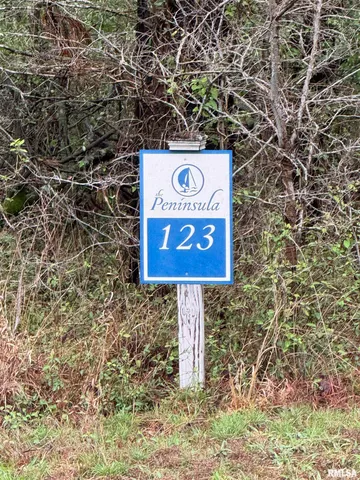 the
Peninsula
123
RMLSA